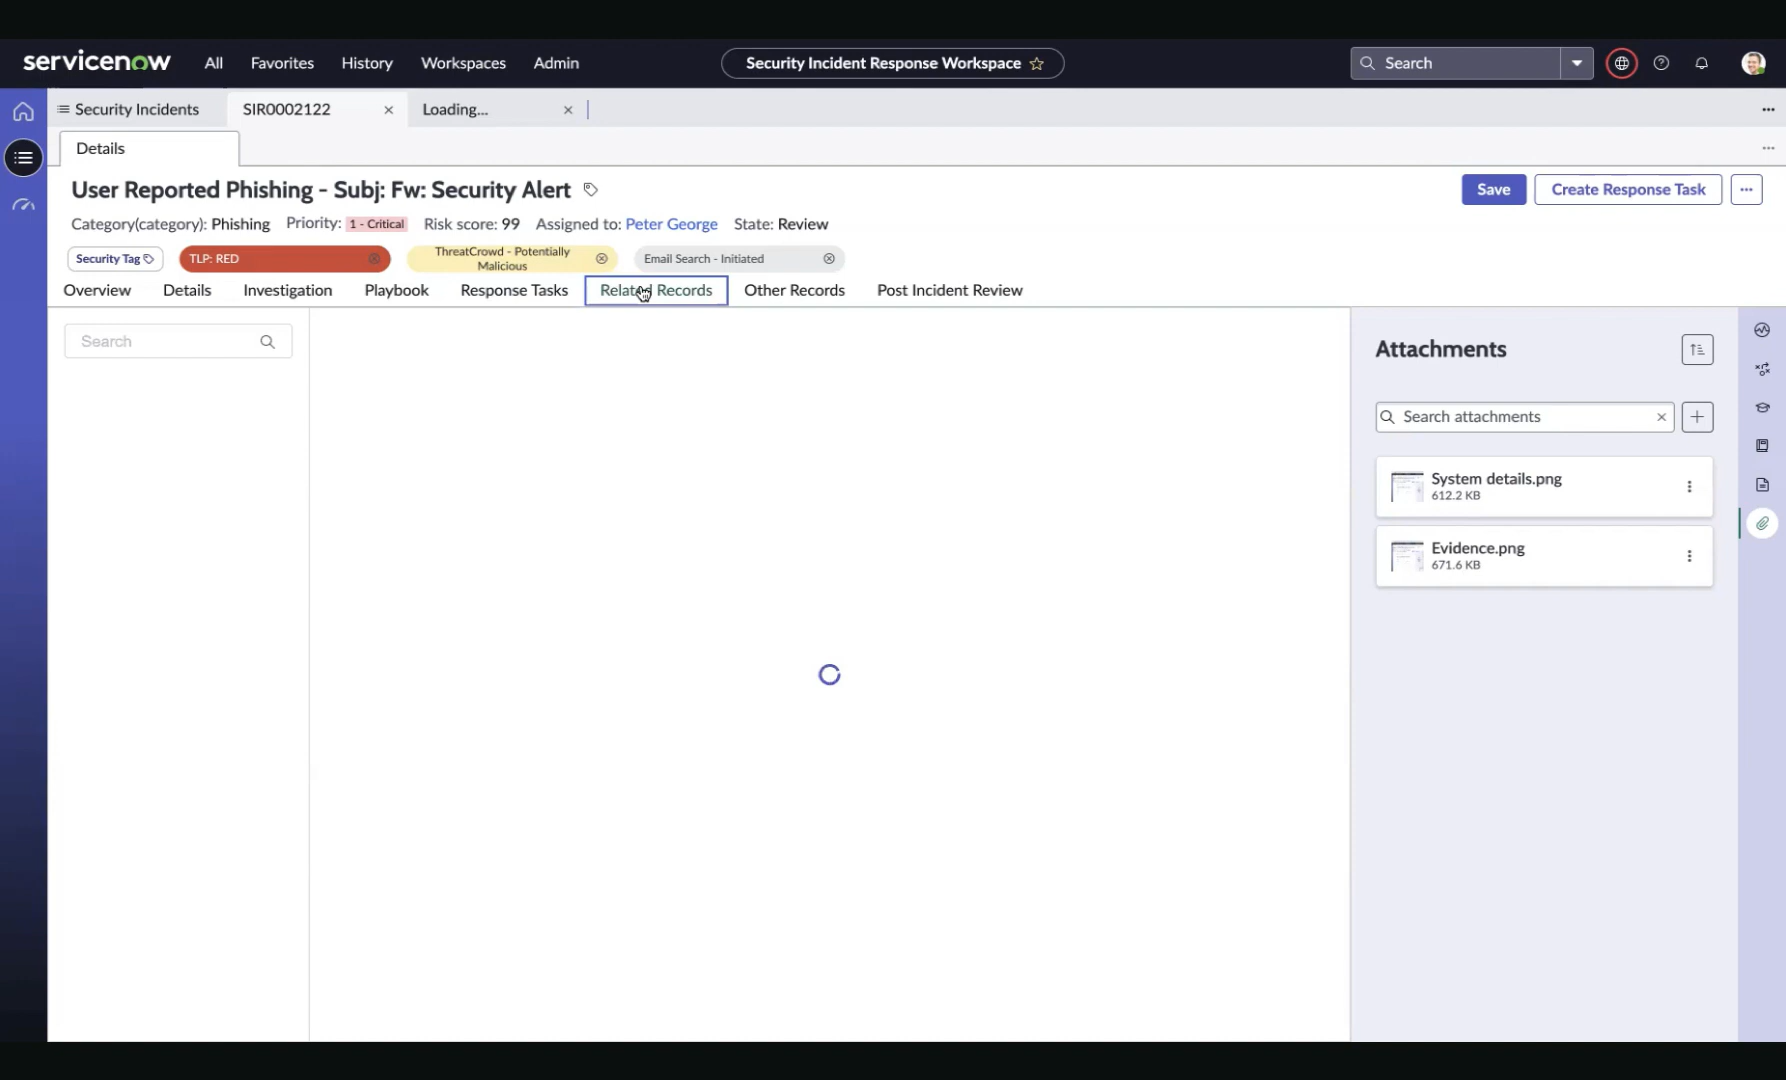 servicenow All Favorites History Workspaces Admin Security Incident Response Workspace Search
Security Incidents SIR0002122 Loading...
Details
User Reported Phishing - Subj: Fw: Security Alert Save Create Response Task
Category(category): Phishing Priority: 1 - Critical Risk score: 99 Assigned to: Peter George State: Review
Security Tag TLP: RED ThreatCrowd - Potentially Email Search - Initiated
Malicious
Overview Details Investigation Playbook Response Tasks Related Records Other Records Post Incident Review
Search
Attachments
Search attachments
System details.png
612.2 KB
Evidence.png
671.6 KB